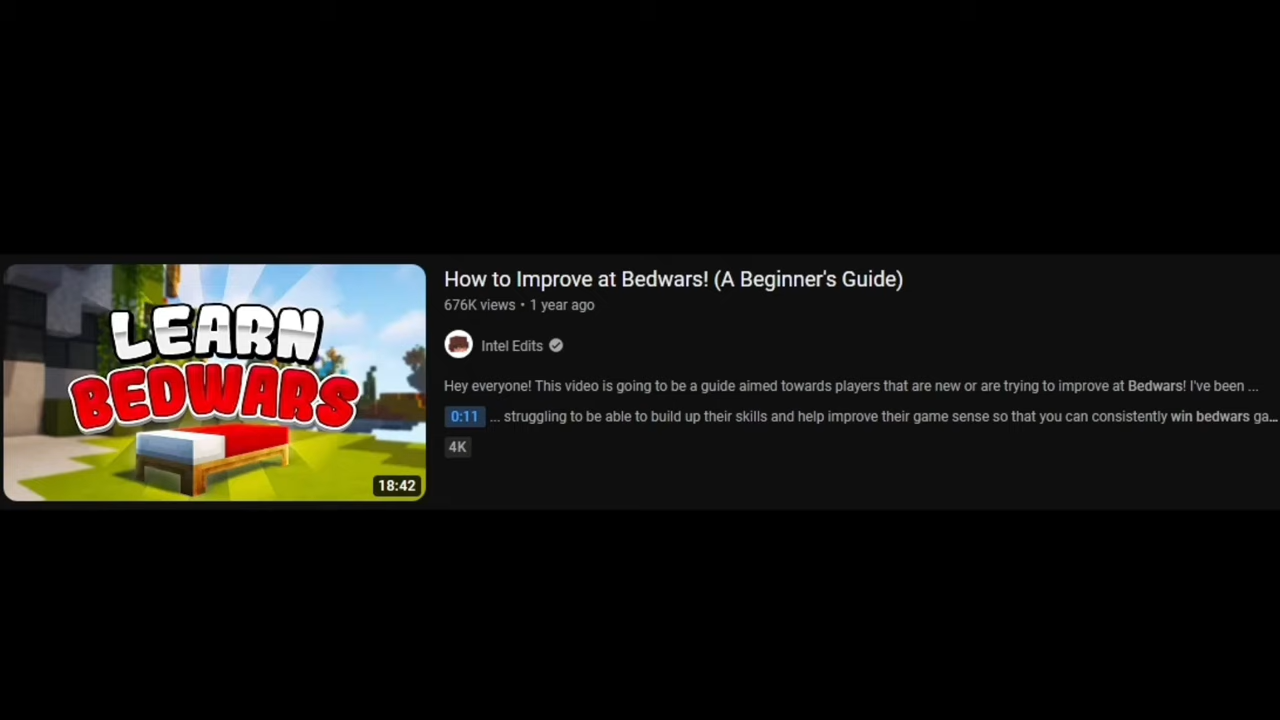 LEARN
BEDWARS
18:42
How to Improve at Bedwars! (A Beginner's Guide)
676K views • 1 year ago
Intel Edits
Hey everyone! This video is going to be a guide aimed towards players that are new or are trying to improve at Bedwars! I've been ...
0:11 ... struggling to be able to build up their skills and help improve their game sense so that you can consistently win bedwars ga...
4K